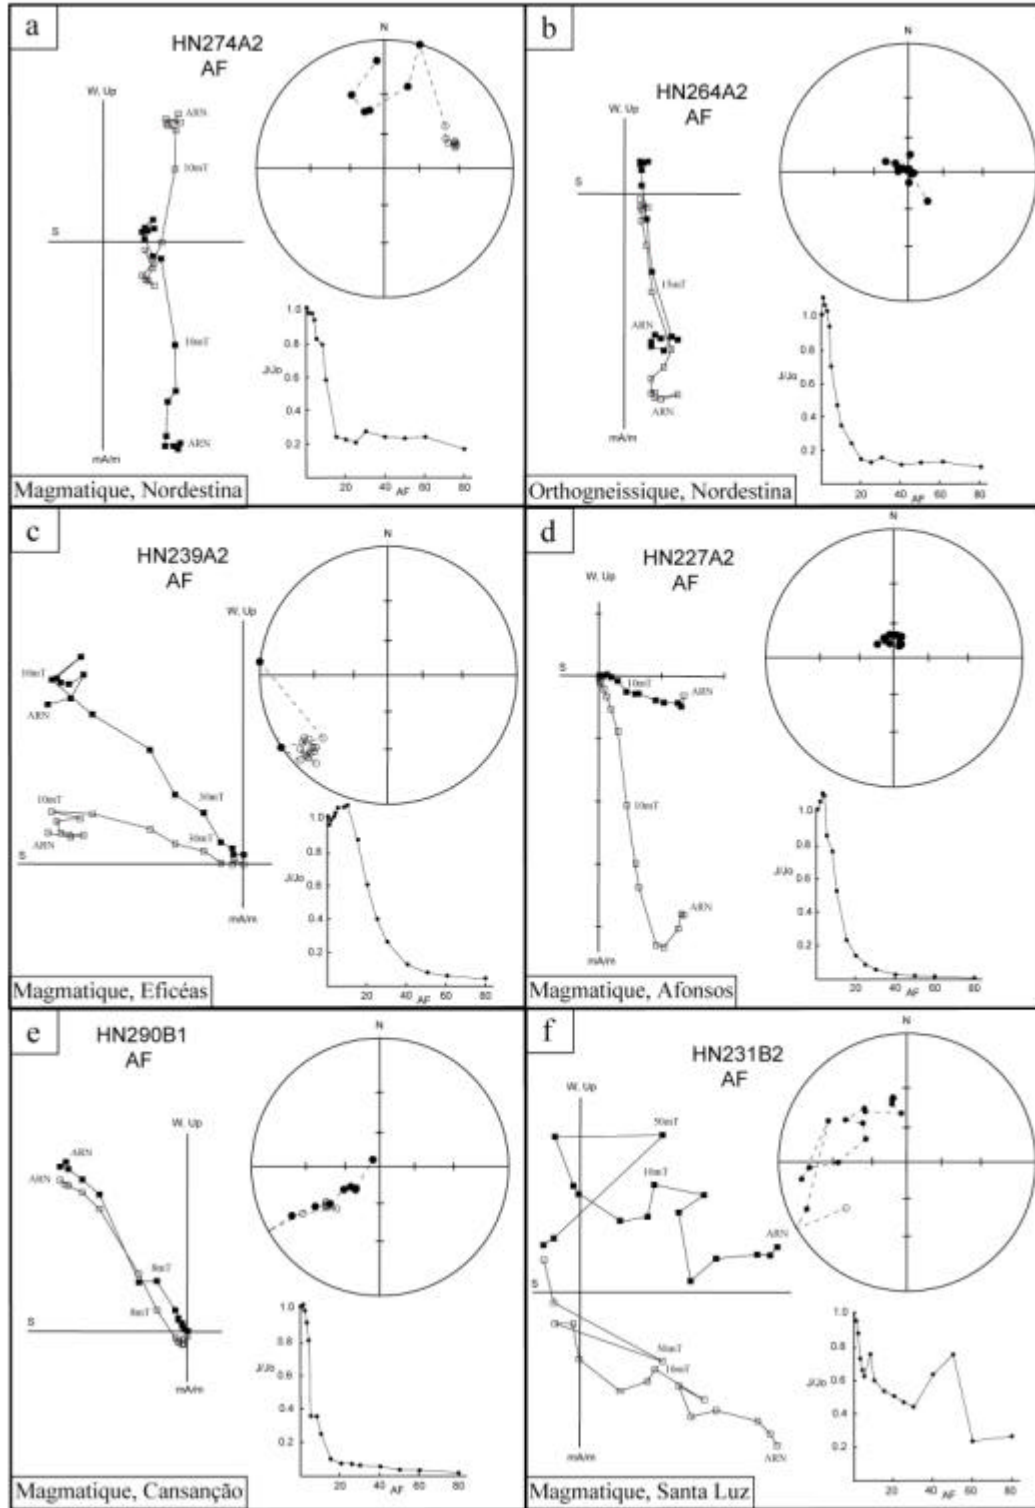 a
HN274A2
AF
N
W. Up
ARN
10mT
S
10mT
ARN
mA/m
1.0
0.8
J/Jo
0.6
0.4
0.2
20
40
60
80
AF
Magmatique, Nordestina
b
HN264A2
AF
N
W. Up
S
15mT
ARN
ARN
mA/m
1.0
0.8
J/Jo
0.6
0.4
0.2
20
40
60
80
AF
Orthogneissique, Nordestina
c
HN239A2
AF
N
W. Up
10mT
ARN
30mT
10mT
30mT
ARN
S
mA/m
1.0
0.8
J/Jo
0.6
0.4
0.2
20
40
60
80
AF
Magmatique, Eficéas
d
HN227A2
AF
N
W. Up
S
10mT
ARN
10mT
ARN
mA/m
1.0
0.8
J/Jo
0.6
0.4
0.2
20
40
60
80
AF
Magmatique, Afonsos
e
HN290B1
AF
N
W. Up
ARN
ARN
8mT
8mT
S
mA/m
1.0
0.8
J/Jo
0.6
0.4
0.2
20
40
60
80
AF
Magmatique, Cansanção
f
HN231B2
AF
N
W. Up
50mT
10mT
ARN
S
50mT
10mT
ARN
mA/m
1.0
0.8
J/Jo
0.6
0.4
0.2
20
40
60
80
AF
Magmatique, Santa Luz